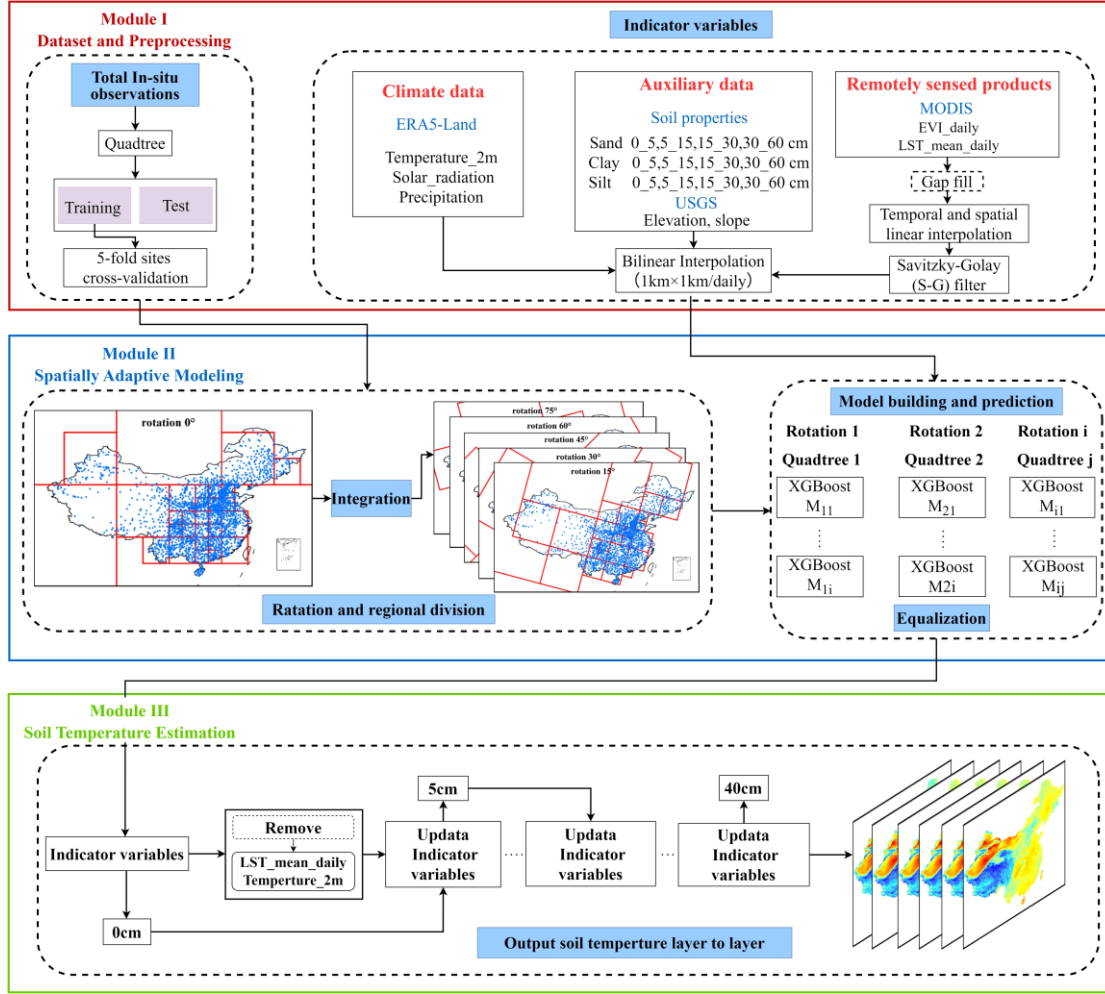 Module I
Dataset and Preprocessing
Total In-situ
observations
Quadtree
Training
Test
5-fold sites
cross-validation
Indicator variables
Climate data
ERA5-Land
Temperature_2m
Solar_radiation
Precipitation
Auxiliary data
Soil properties
Sand 0_5,5_15,15_30,30_60 cm
Clay 0_5,5_15,15_30,30_60 cm
Silt 0_5,5_15,15_30,30_60 cm
USGS
Elevation, slope
Remotely sensed products
MODIS
EVI_daily
LST_mean_daily
Gap fill
Temporal and spatial
linear interpolation
Savitzky-Golay
(S-G) filter
Bilinear Interpolation
（1km×1km/daily）
Module II
Spatially Adaptive Modeling
rotation 0°
Integration
rotation 75°
rotation 60°
rotation 45°
rotation 30°
rotation 15°
Ratation and regional division
Model building and prediction
Rotation 1 Rotation 2 Rotation i
Quadtree 1 Quadtree 2 Quadtree j
XGBoost XGBoost XGBoost
M11 M21 Mi1
⋮ ⋮ ⋮
XGBoost XGBoost XGBoost
M1i M2i Mij
Equalization
Module III
Soil Temperature Estimation
Indicator variables
0cm
Remove
LST_mean_daily
Temperture_2m
5cm
Updata
Indicator
variables
......
Updata
Indicator
variables
......
40cm
Updata
Indicator
variables
Output soil temperture layer to layer